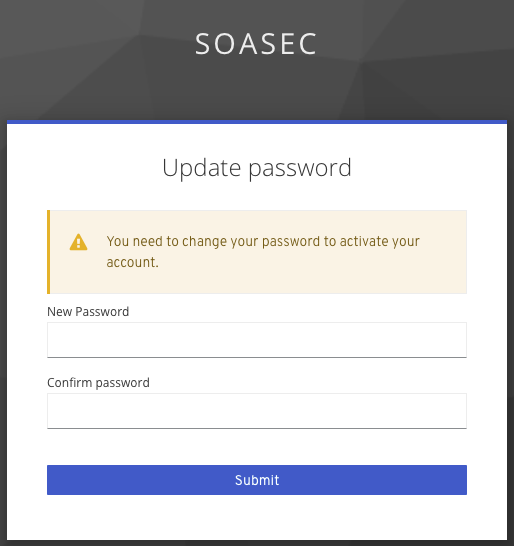 SOASEC
Update password
You need to change your password to activate your
account.
New Password
Confirm password
Submit